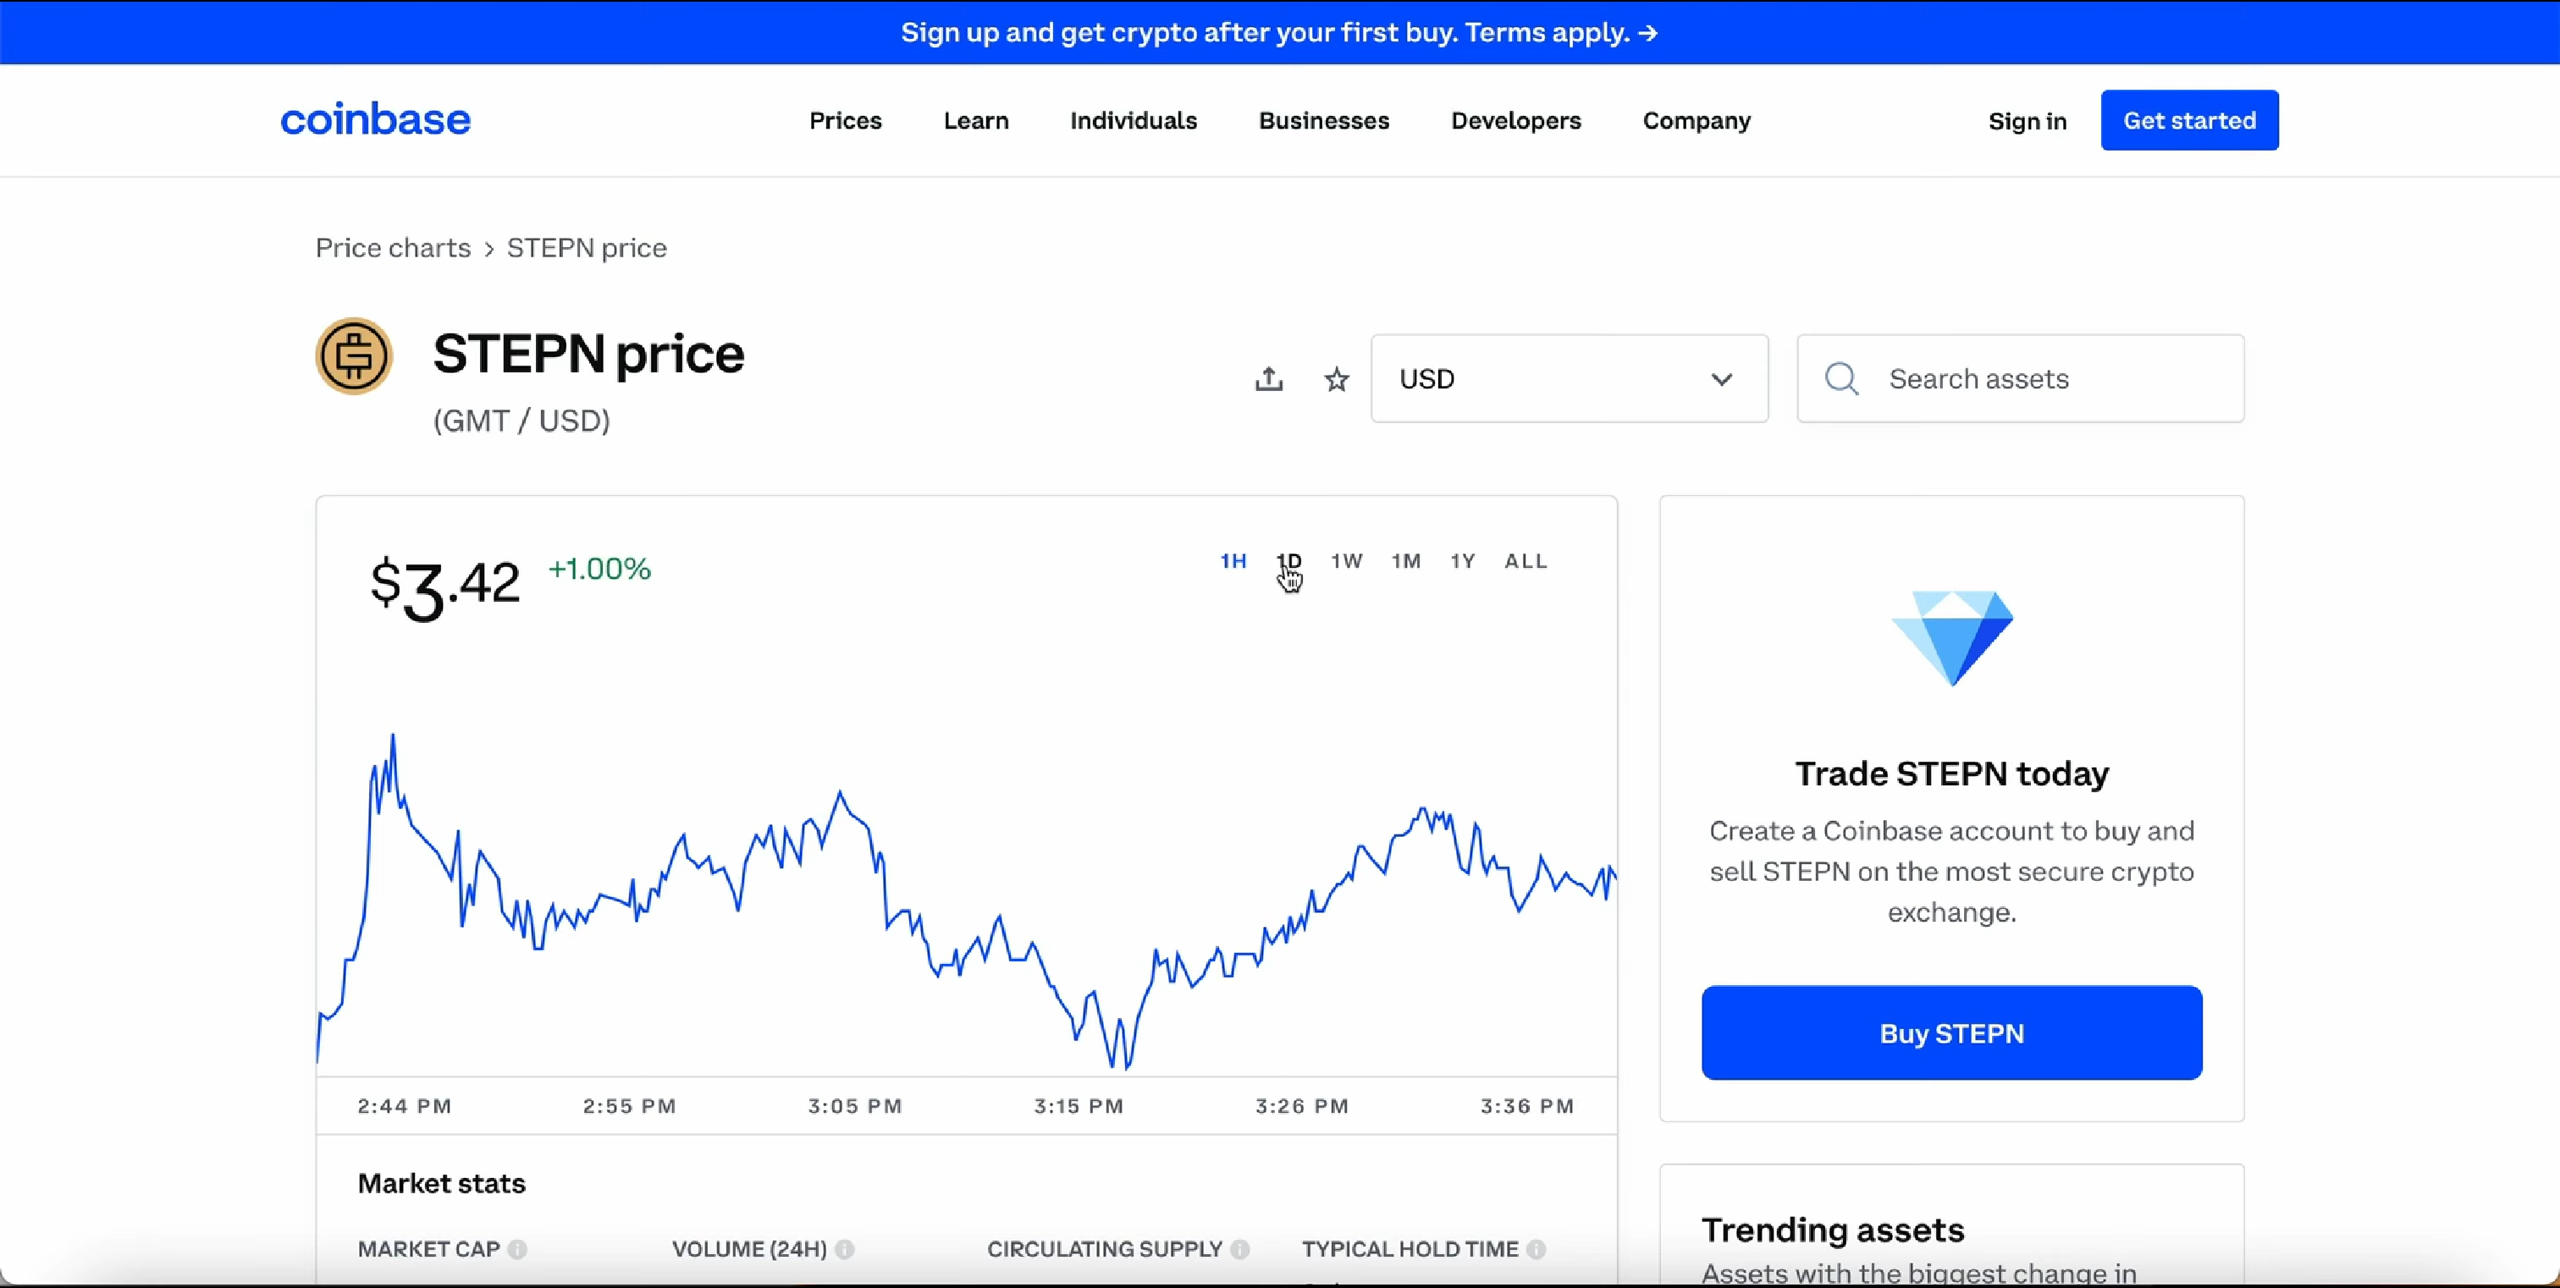 Sign up and get crypto after your first buy. Terms apply. →
coinbase
Prices Learn Individuals Businesses Developers Company Sign in Get started
Price charts > STEPN price
STEPN price
(GMT / USD)
USD
Search assets
$3.42 +1.00%
1H 1D 1W 1M 1Y ALL
2:44 PM 2:55 PM 3:05 PM 3:15 PM 3:26 PM 3:36 PM
Market stats
MARKET CAP VOLUME (24H) CIRCULATING SUPPLY TYPICAL HOLD TIME
Trade STEPN today
Create a Coinbase account to buy and
sell STEPN on the most secure crypto
exchange.
Buy STEPN
Trending assets
Assets with the biggest change in